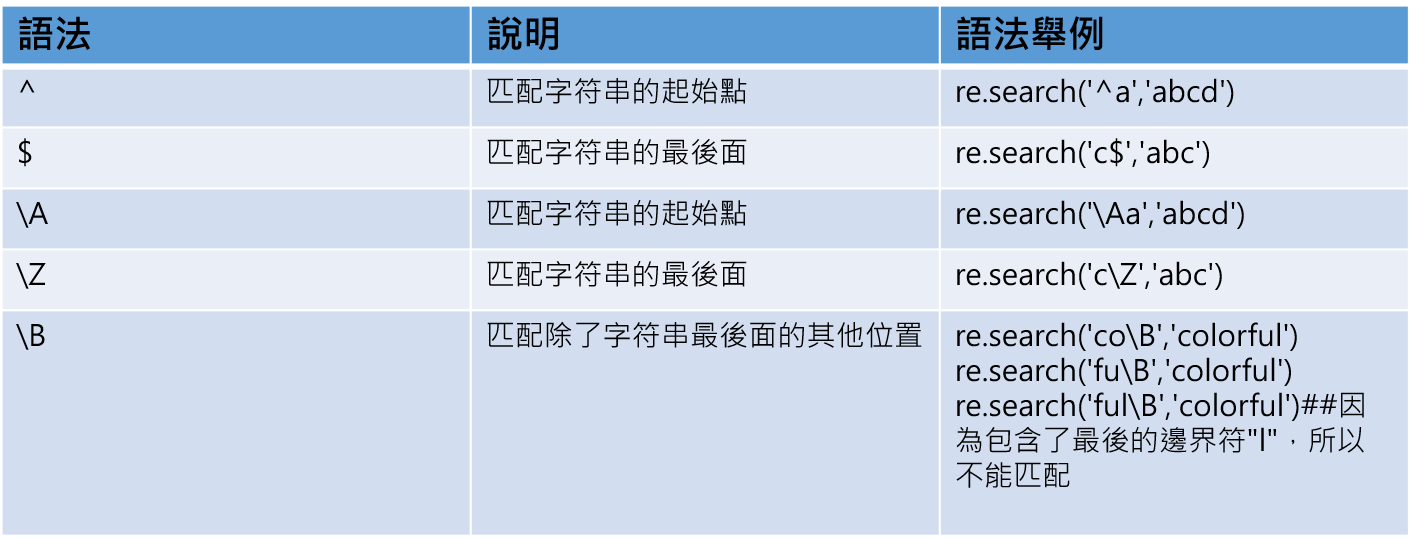 語法 說明 語法舉例
^ 匹配字符串的起始點 re.search('^a','abcd')
$ 匹配字符串的最後面 re.search('c$','abc')
\A 匹配字符串的起始點 re.search('\Aa','abcd')
\Z 匹配字符串的最後面 re.search('c\Z','abc')
\B 匹配除了字符串最後面的其他位置 re.search('co\B','colorful')
re.search('fu\B','colorful')
re.search('ful\B','colorful')##因
為包含了最後的邊界符"l"，所以
不能匹配